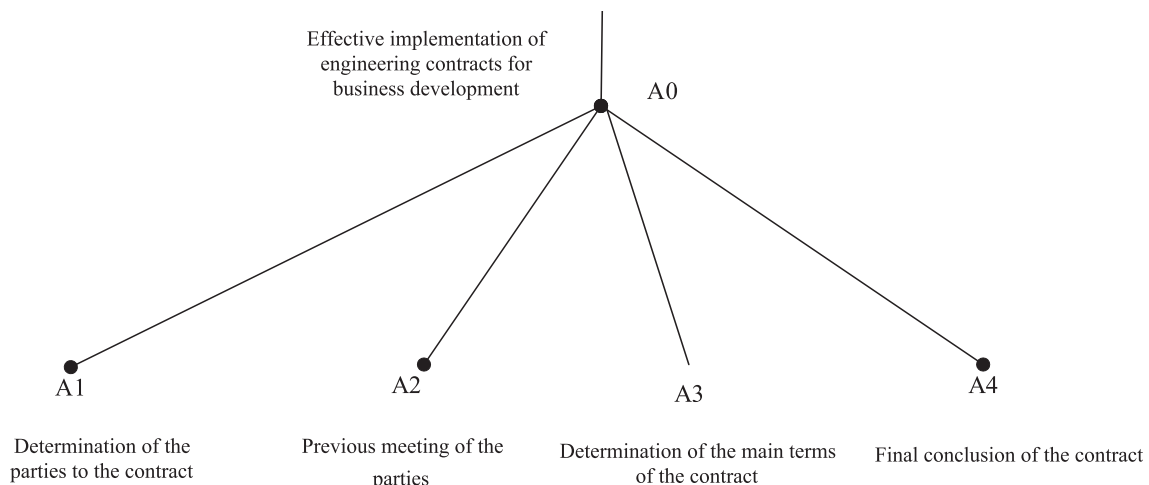 Effective implementation of
engineering contracts for
business development
A0
A1
A2
A3
A4
Determination of the
parties to the contract
Previous meeting of the
parties
Determination of the main terms
of the contract
Final conclusion of the contract